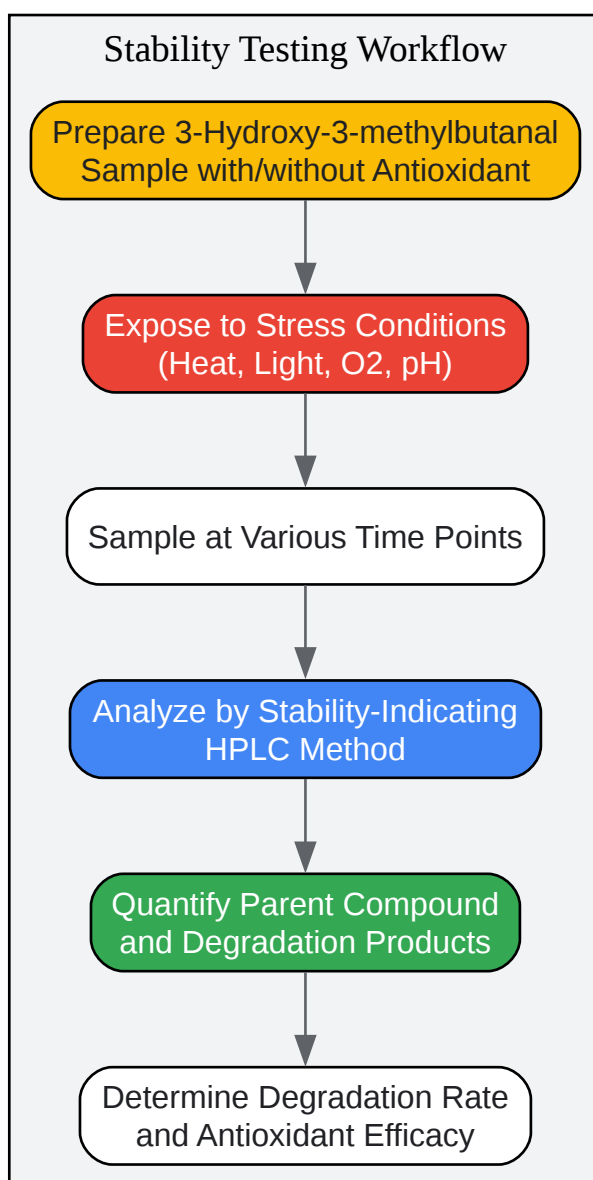 Stability Testing Workflow
Prepare 3-Hydroxy-3-methylbutanal
Sample with/without Antioxidant
Expose to Stress Conditions
(Heat, Light, O2, pH)
Sample at Various Time Points
Analyze by Stability-Indicating
HPLC Method
Quantify Parent Compound
and Degradation Products
Determine Degradation Rate
and Antioxidant Efficacy